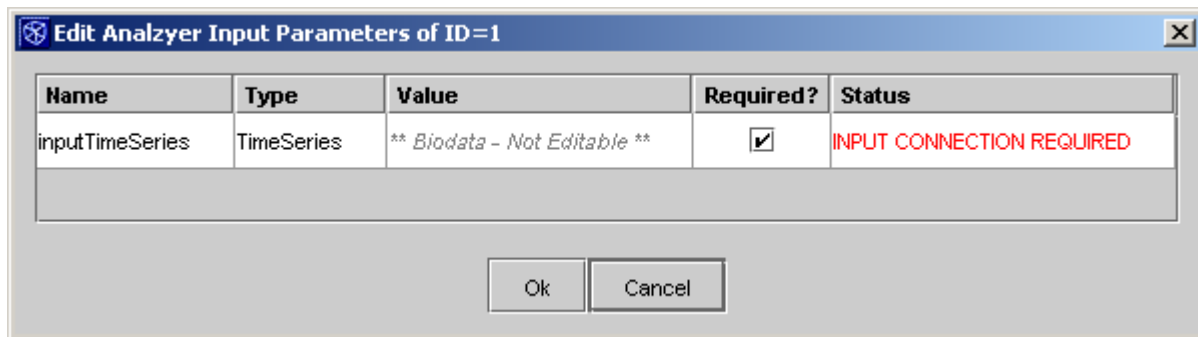 Edit Analzyer Input Parameters of ID=1
Name Type Value Required? Status
inputTimeSeries TimeSeries ** Biodata - Not Editable ** INPUT CONNECTION REQUIRED
Ok Cancel